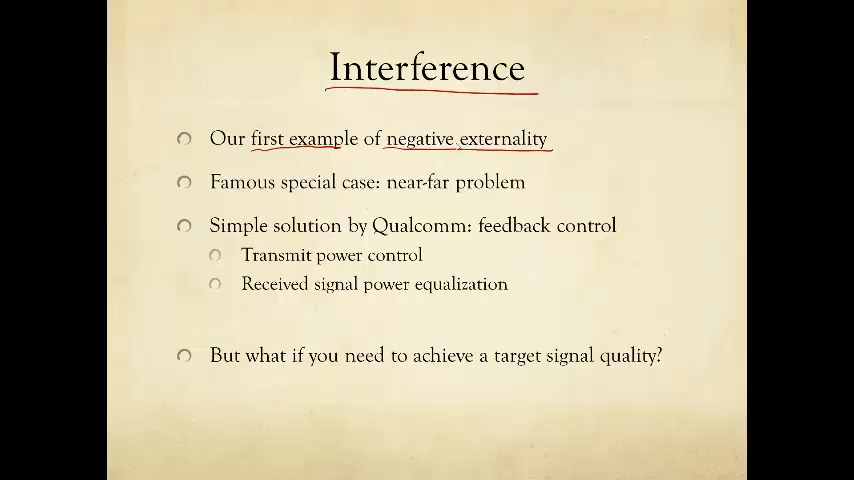 Interference
Our first example of negative externality
Famous special case: near-far problem
Simple solution by Qualcomm: feedback control
Transmit power control
Received signal power equalization
But what if you need to achieve a target signal quality?